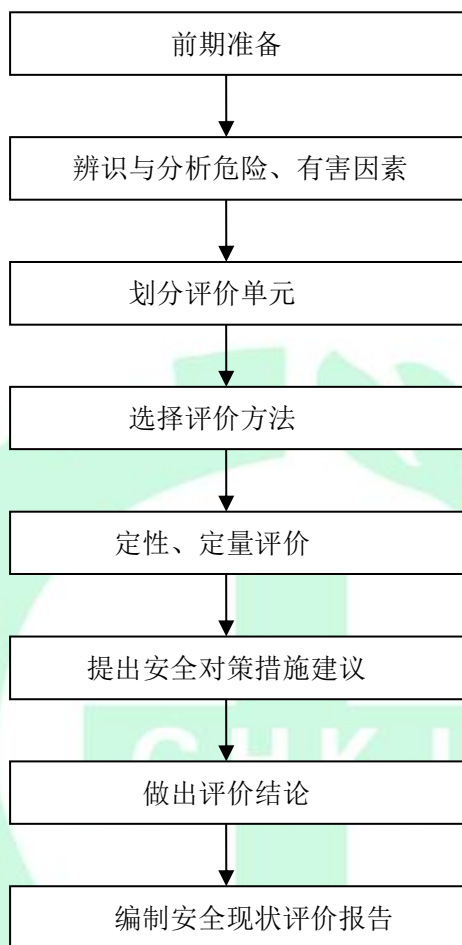 前期准备
辨识与分析危险、有害因素
划分评价单元
选择评价方法
定性、定量评价
提出安全对策措施建议
做出评价结论
编制安全现状评价报告